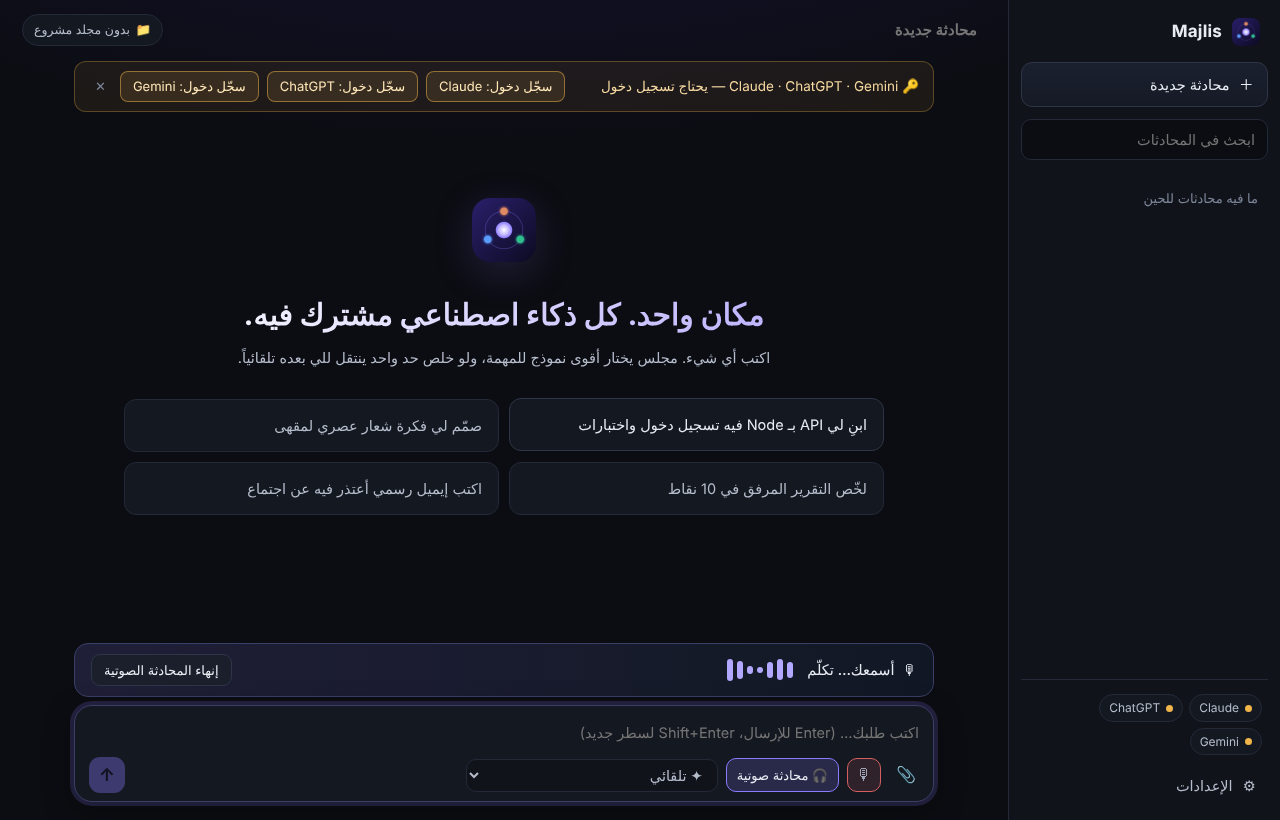 Majlis
+ محادثة جديدة
ابحث في المحادثات
ما فيه محادثات للحين
Claude
ChatGPT
Gemini
الإعدادات
محادثة جديدة
بدون مجلد مشروع
Claude · ChatGPT · Gemini — يحتاج تسجيل دخول
سجّل دخول: Claude
سجّل دخول: ChatGPT
سجّل دخول: Gemini
×
مكان واحد. كل ذكاء اصطناعي مشترك فيه.
اكتب أي شيء. مجلس يختار أقوى نموذج للمهمة، ولو خلص حد واحد ينتقل للي بعده تلقائياً.
ابنِ لي API بـ Node فيه تسجيل دخول واختبارات
صمّم لي فكرة شعار عصري لمقهى
لخّص التقرير المرفق في 10 نقاط
اكتب إيميل رسمي أعتذر فيه عن اجتماع
أسمعك... تكلّم
إنهاء المحادثة الصوتية
اكتب طلبك... (Enter للإرسال، Shift+Enter لسطر جديد)
محادثة صوتية
✦ تلقائي